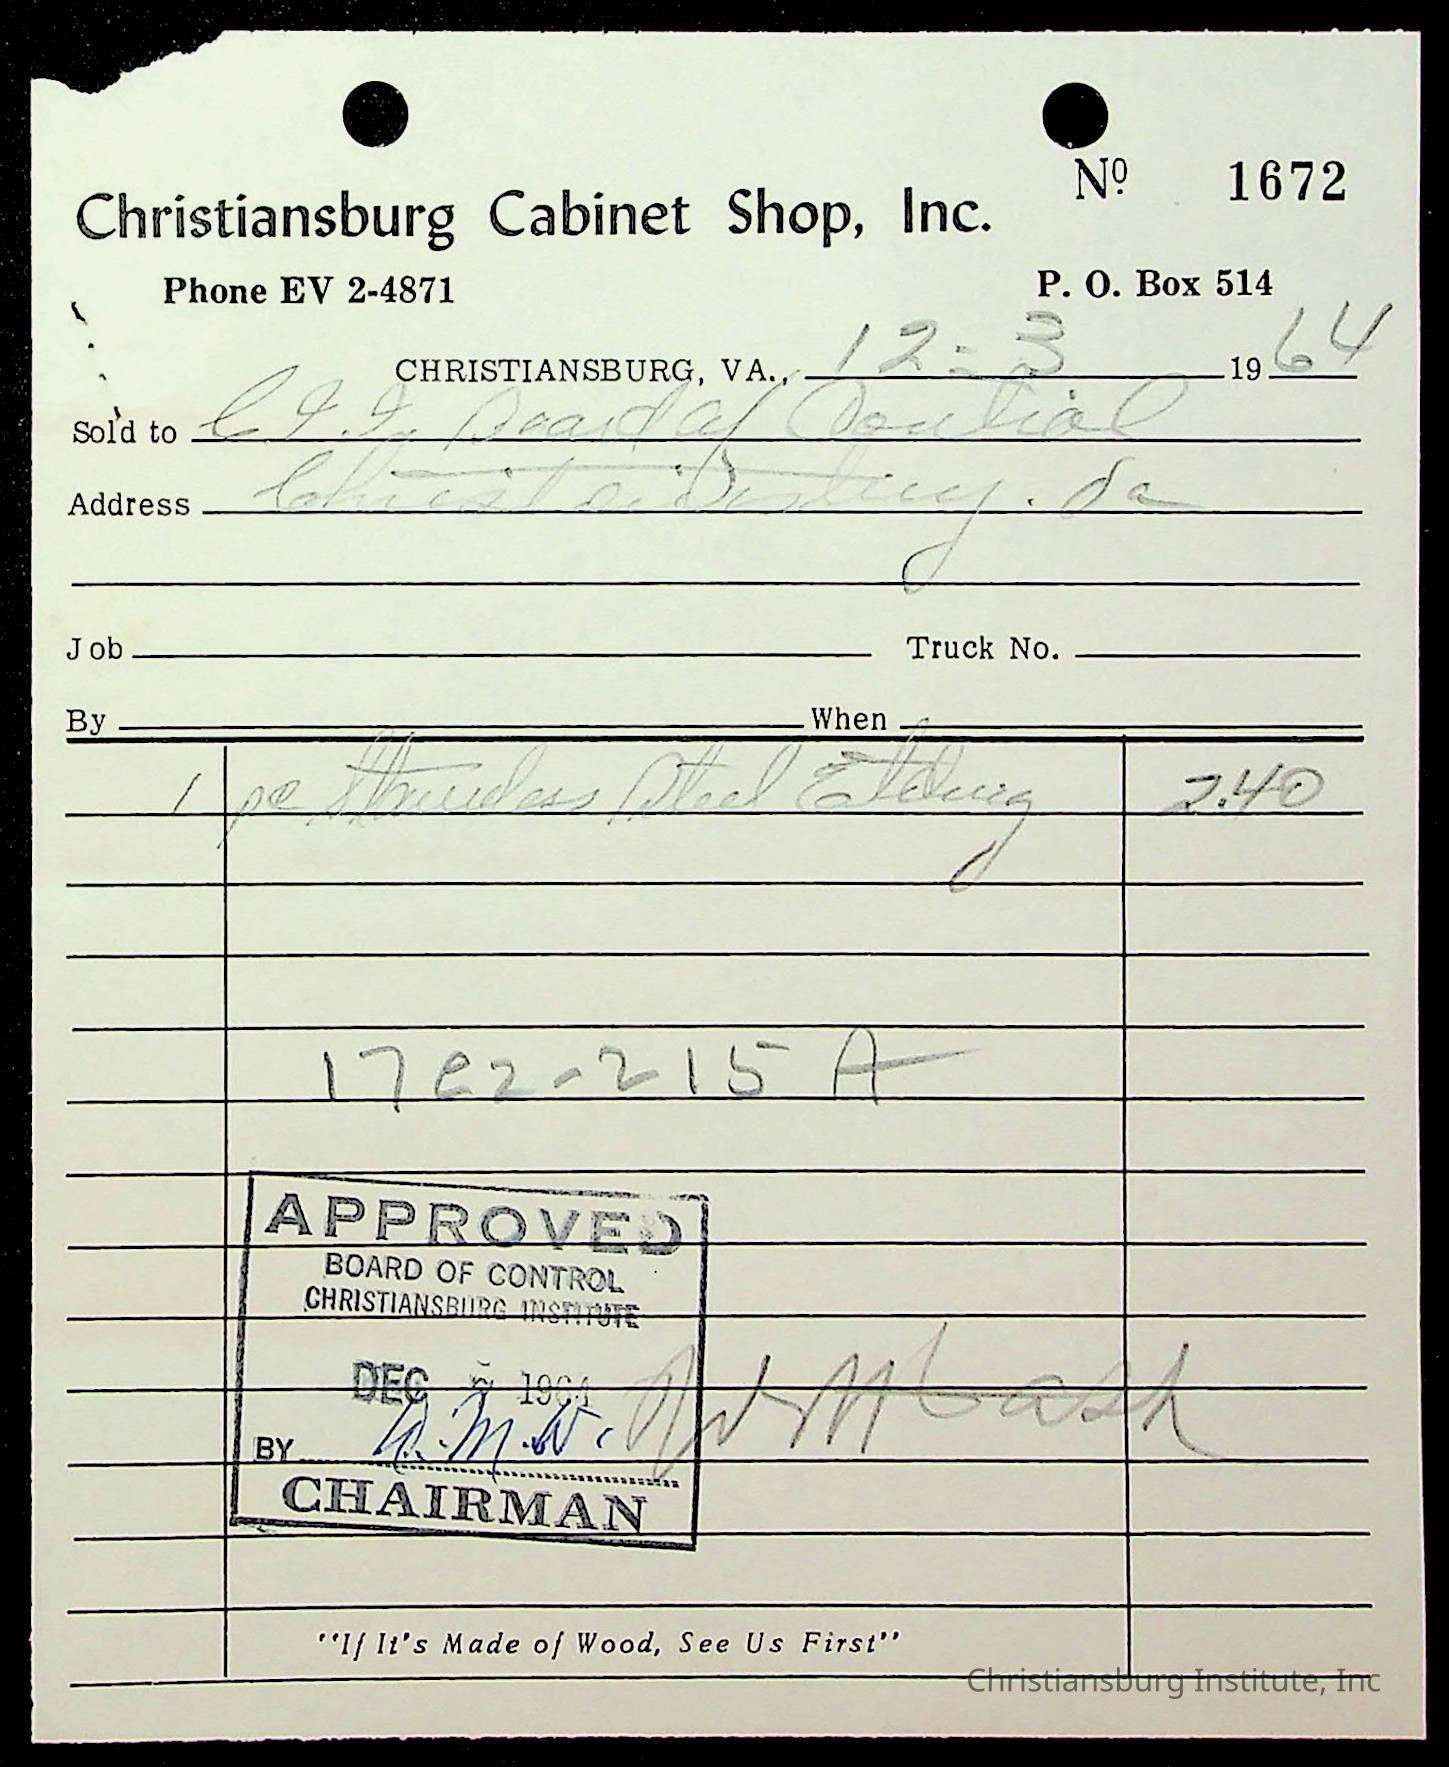 Nº 1672
Christiansburg Cabinet Shop, Inc.
Phone EV 2-4871 P. O. Box 514
CHRISTIANSBURG, VA., 12-3 1964
Sold to Board of Control
Address Christiansburg. Va
Job Truck No.
By When
1 pc Stainless Steel 2.40
17e2-215 A
APPROVED
BOARD OF CONTROL
CHRISTIANSBURG INSTITUTE
DEC 1964
BY
CHAIRMAN
"If It's Made of Wood, See Us First"
Christiansburg Institute, Inc